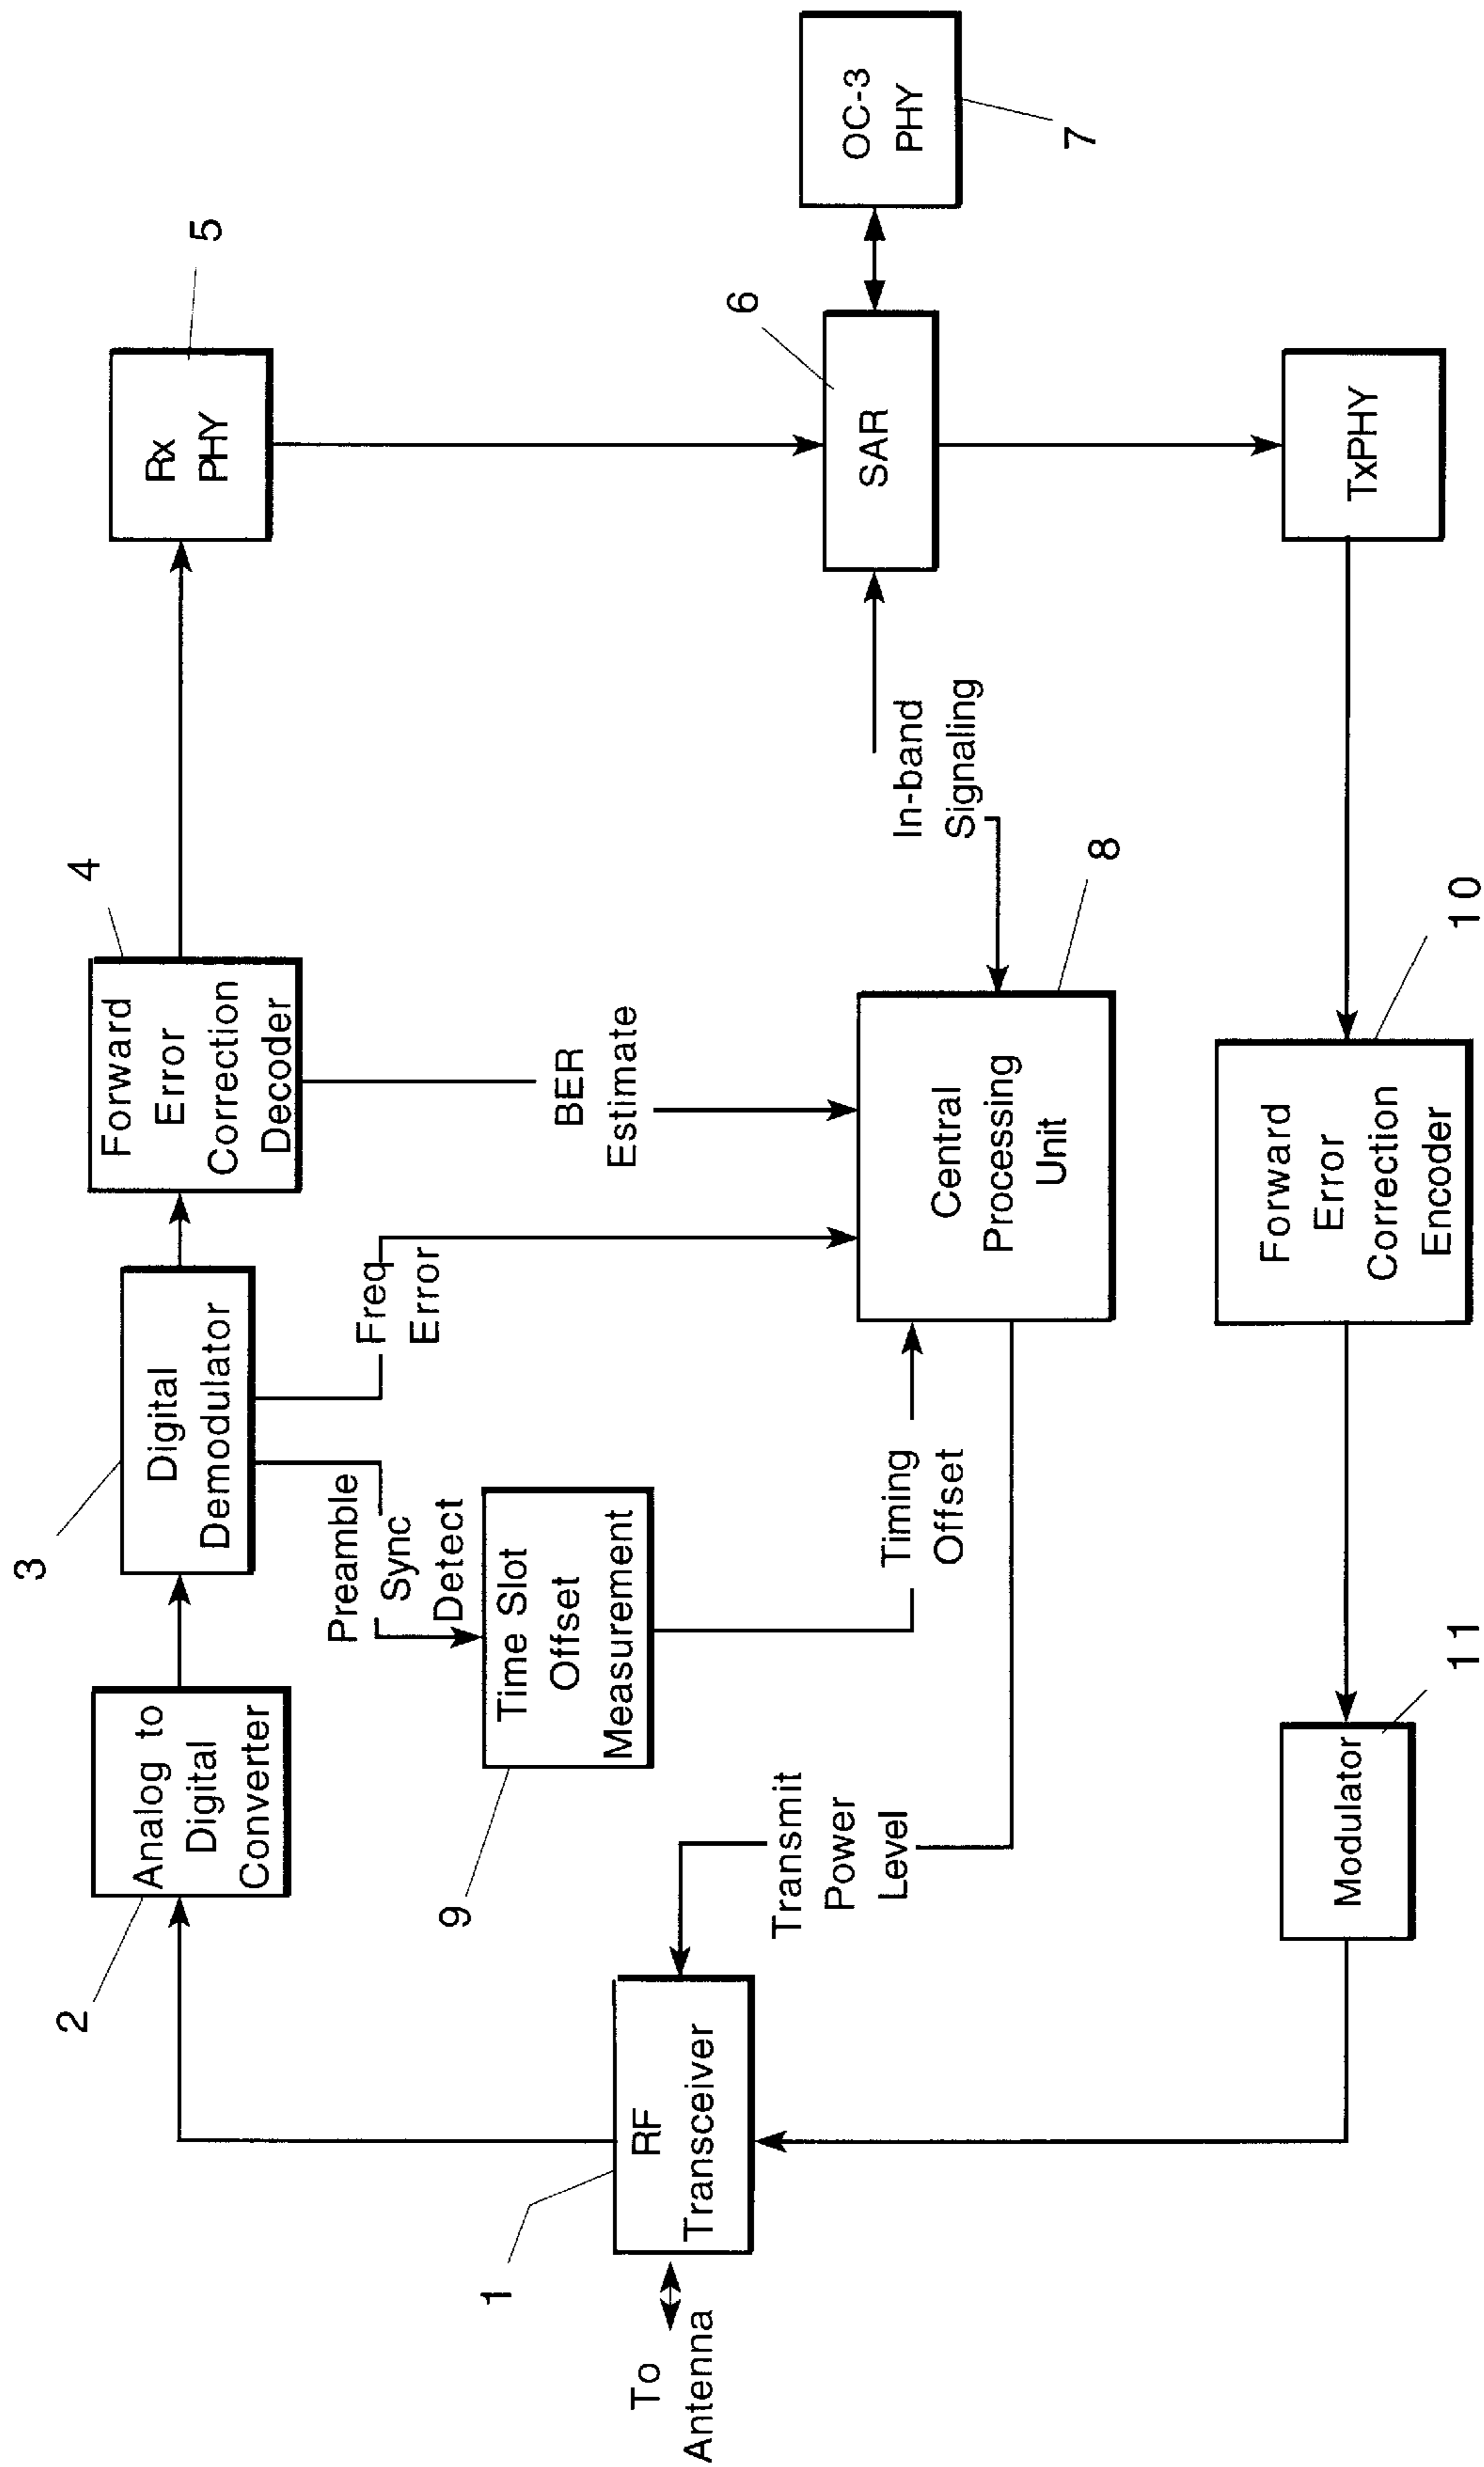 2
Analog to
Digital
Converter
3
Digital
Demodulator
4
Forward
Error
Correction
Decoder
5
Rx
PHY
Preamble
Sync
Detect
Freq
Error
BER
Estimate
9
Time Slot
Offset
Measurement
1
RF
Transceiver
To
Antenna
Transmit
Power
Level
Timing
Offset
Central
Processing
Unit
8
In-band
Signaling
6
SAR
OC-3
PHY
7
11
Modulator
10
Forward
Error
Correction
Encoder
TxPHY